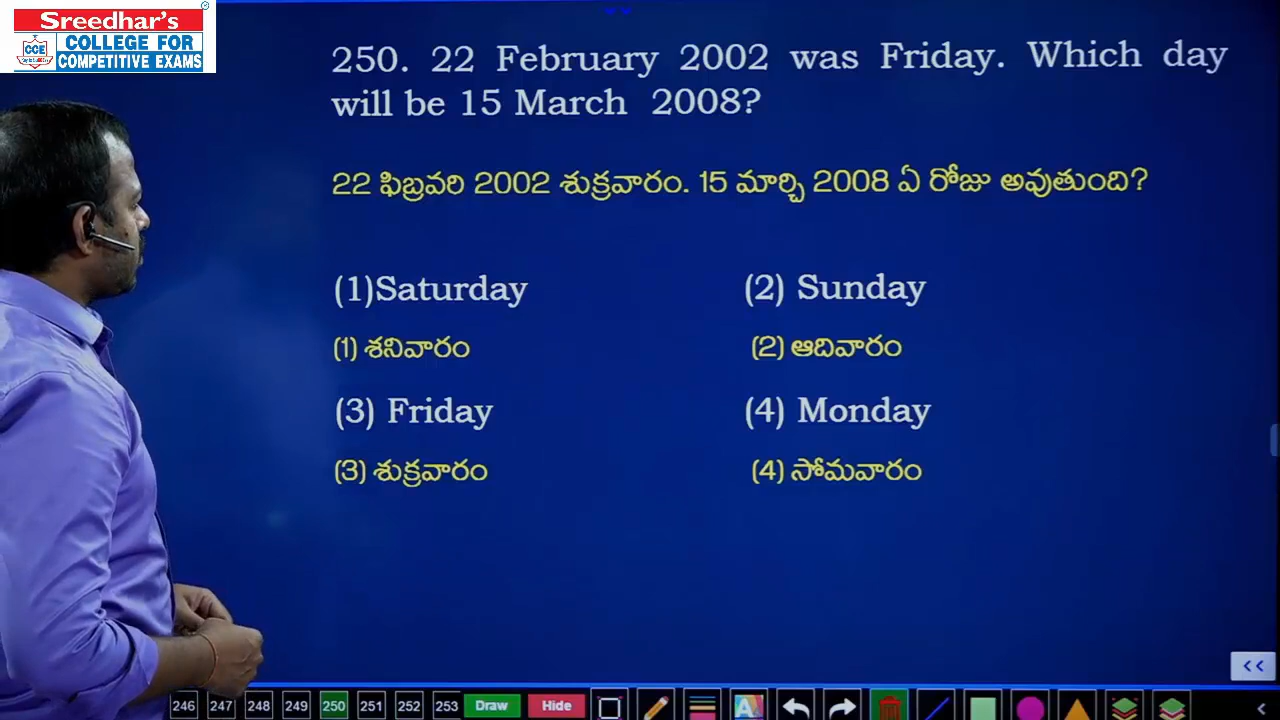 Sreedhar's
CCE
COLLEGE FOR
COMPETITIVE EXAMS
250. 22 February 2002 was Friday. Which day
will be 15 March 2008?
22 ఫిబ్రవరి 2002 శుక్రవారం. 15 మార్చి 2008 ఏ రోజు అవుతుంది?
(1)Saturday (2) Sunday
(1) శనివారం (2) ఆదివారం
(3) Friday (4) Monday
(3) శుక్రవారం (4) సోమవారం
<<
246 247 248 249 250 251 252 253 Draw Hide A <